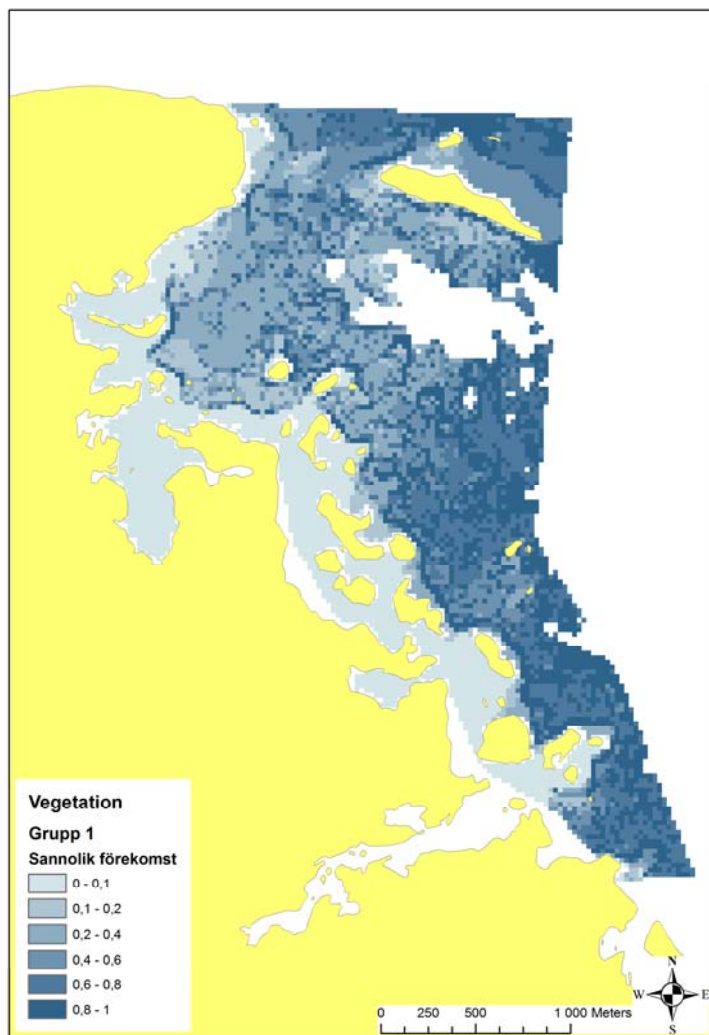 Vegetation
Grupp 1
Sannolik förekomst
0 - 0,1
0,1 - 0,2
0,2 - 0,4
0,4 - 0,6
0,6 - 0,8
0,8 - 1
0 250 500 1 000 Meters
N
W E
S